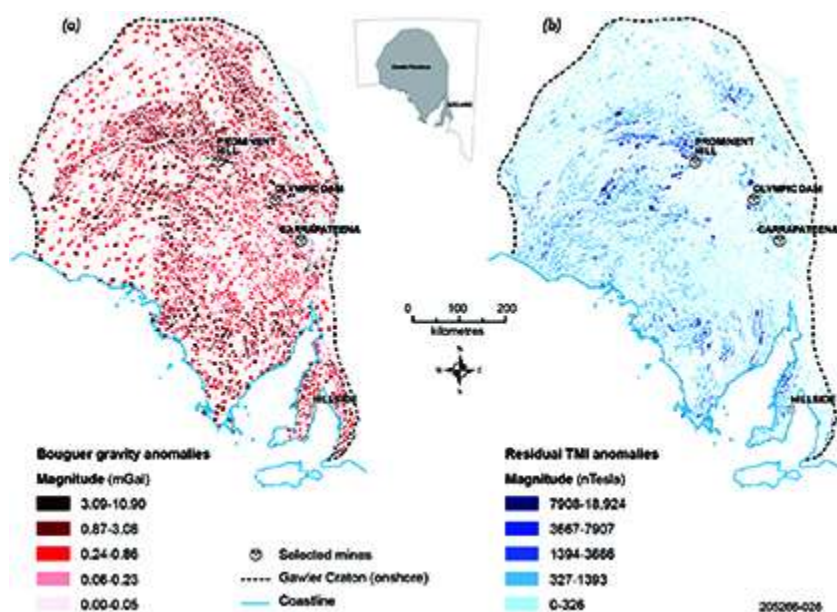 (a)
(b)
PROMINENT
HILL
OLYMPIC DAM
CARRAPATEENA
HILLSIDE
PROMINENT
HILL
OLYMPIC DAM
CARRAPATEENA
HILLSIDE
0 100 200
kilometres
N
S
Bouguer gravity anomalies
Magnitude (mGal)
3.09-10.90
0.87-3.08
0.24-0.86
0.06-0.23
0.00-0.05
Selected mines
Gawler Craton (onshore)
Coastline
Residual TMI anomalies
Magnitude (nTesla)
7908-18,924
3667-7907
1394-3666
327-1393
0-326